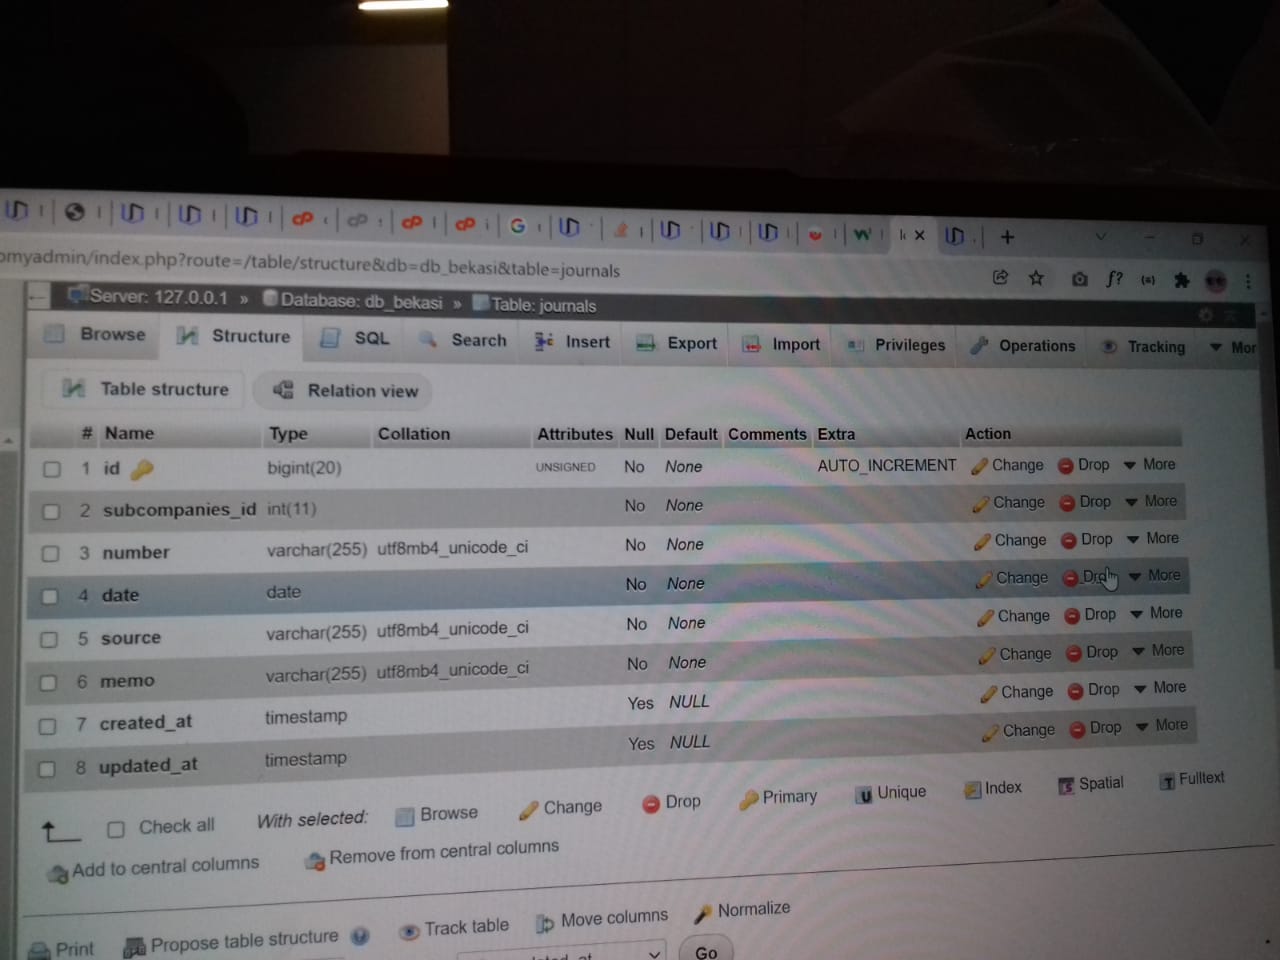 omyadmin/index.php?route=/table/structure&db=db_bekasi&table=journals
Server: 127.0.0.1 » Database: db_bekasi » Table: journals
Browse Structure SQL Search Insert Export Import Privileges Operations Tracking Mor
Table structure Relation view
# Name Type Collation Attributes Null Default Comments Extra Action
1 id bigint(20) UNSIGNED No None AUTO_INCREMENT Change Drop More
2 subcompanies_id int(11) No None Change Drop More
3 number varchar(255) utf8mb4_unicode_ci No None Change Drop More
4 date date No None Change Drop More
5 source varchar(255) utf8mb4_unicode_ci No None Change Drop More
6 memo varchar(255) utf8mb4_unicode_ci No None Change Drop More
7 created_at timestamp Yes NULL Change Drop More
8 updated_at timestamp Yes NULL Change Drop More
Check all With selected: Browse Change Drop Primary Unique Index Spatial Fulltext
Add to central columns Remove from central columns
Print Propose table structure Track table Move columns Normalize
Go